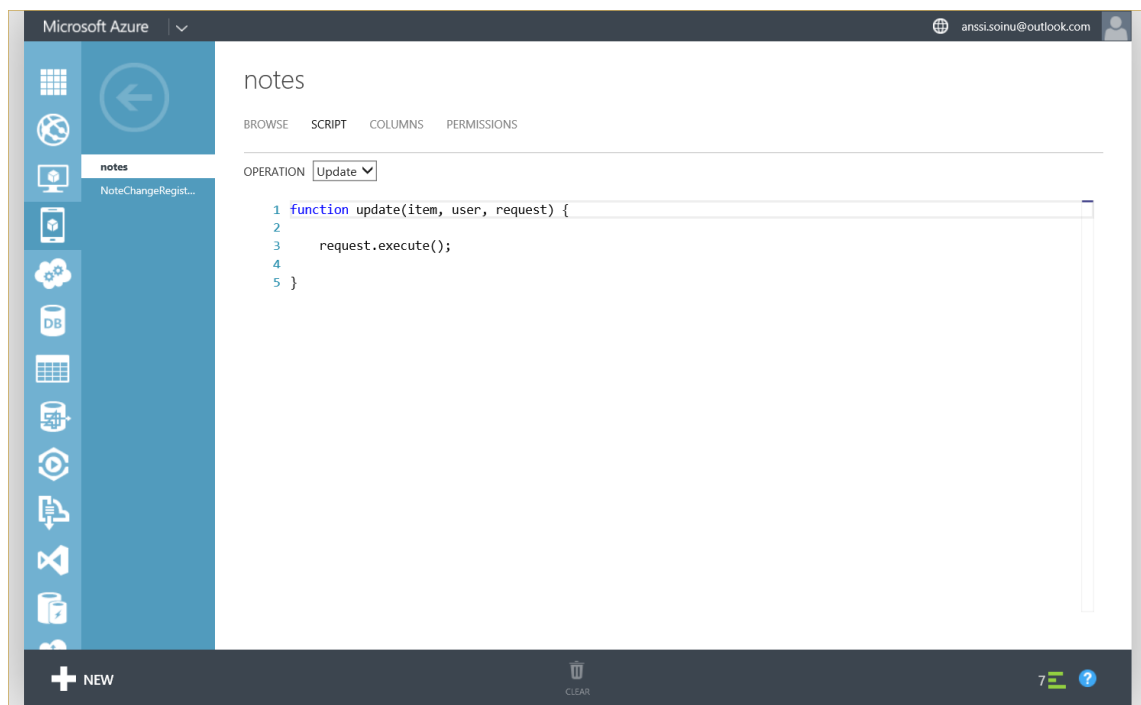 Microsoft Azure
anssi.soinu@outlook.com
notes
BROWSE SCRIPT COLUMNS PERMISSIONS
notes
NoteChangeRegist...
OPERATION Update
1 function update(item, user, request) {
2
3     request.execute();
4
5 }
DB
NEW
CLEAR
7
?